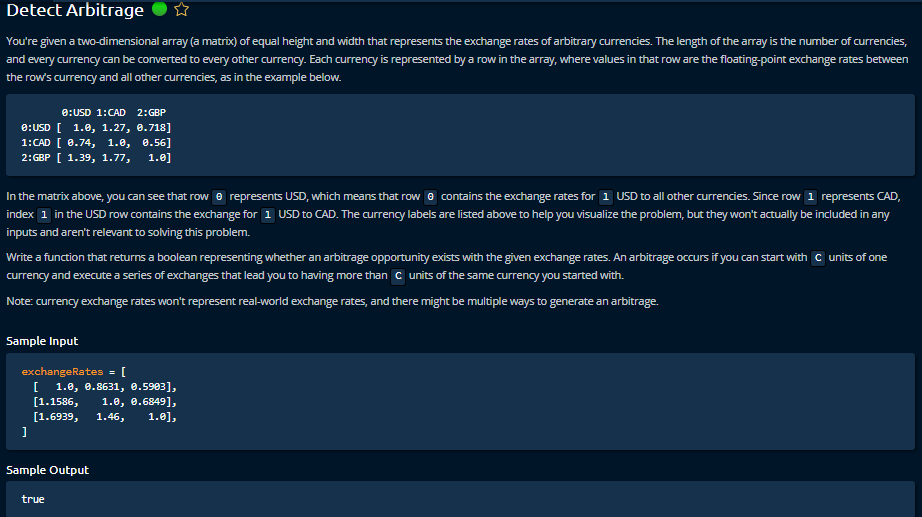 Detect Arbitrage
You're given a two-dimensional array (a matrix) of equal height and width that represents the exchange rates of arbitrary currencies. The length of the array is the number of currencies,
and every currency can be converted to every other currency. Each currency is represented by a row in the array, where values in that row are the floating-point exchange rates between
the row's currency and all other currencies, as in the example below.
0:USD 1:CAD 2:GBP
0:USD [ 1.0, 1.27, 0.718]
1:CAD [ 0.74, 1.0, 0.56]
2:GBP [ 1.39, 1.77, 1.0]
In the matrix above, you can see that row 0 represents USD, which means that row 0 contains the exchange rates for 1 USD to all other currencies. Since row 1 represents CAD,
index 1 in the USD row contains the exchange for 1 USD to CAD. The currency labels are listed above to help you visualize the problem, but they won't actually be included in any
inputs and aren't relevant to solving this problem.
Write a function that returns a boolean representing whether an arbitrage opportunity exists with the given exchange rates. An arbitrage occurs if you can start with C units of one
currency and execute a series of exchanges that lead you to having more than C units of the same currency you started with.
Note: currency exchange rates won't represent real-world exchange rates, and there might be multiple ways to generate an arbitrage.
Sample Input
exchangeRates = [
[ 1.0, 0.8631, 0.5903],
[1.1586, 1.0, 0.6849],
[1.6939, 1.46, 1.0],
]
Sample Output
true